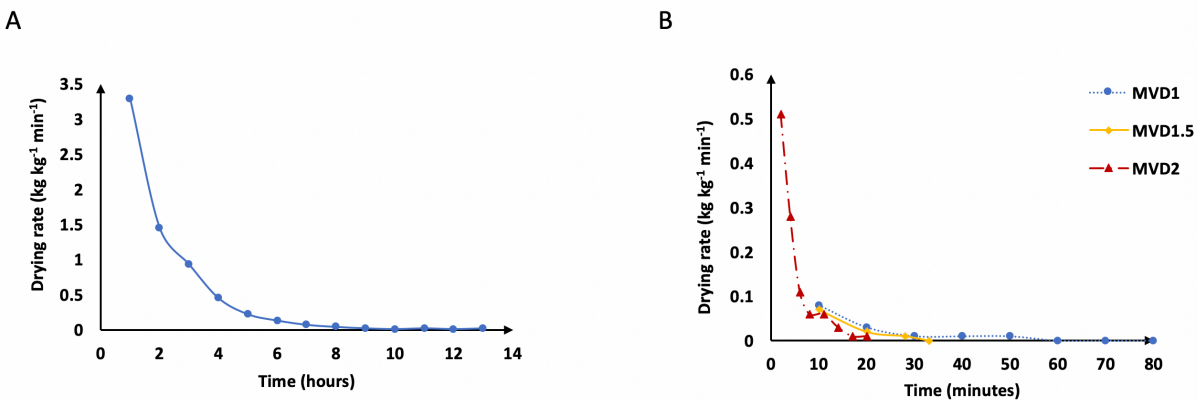 A
Drying rate (kg kg⁻¹ min⁻¹)
3.5
3
2.5
2
1.5
1
0.5
0
0 2 4 6 8 10 12 14
Time (hours)
B
Drying rate (kg kg⁻¹ min⁻¹)
0.6
0.5
0.4
0.3
0.2
0.1
0
0 10 20 30 40 50 60 70 80
Time (minutes)
MVD1
MVD1.5
MVD2